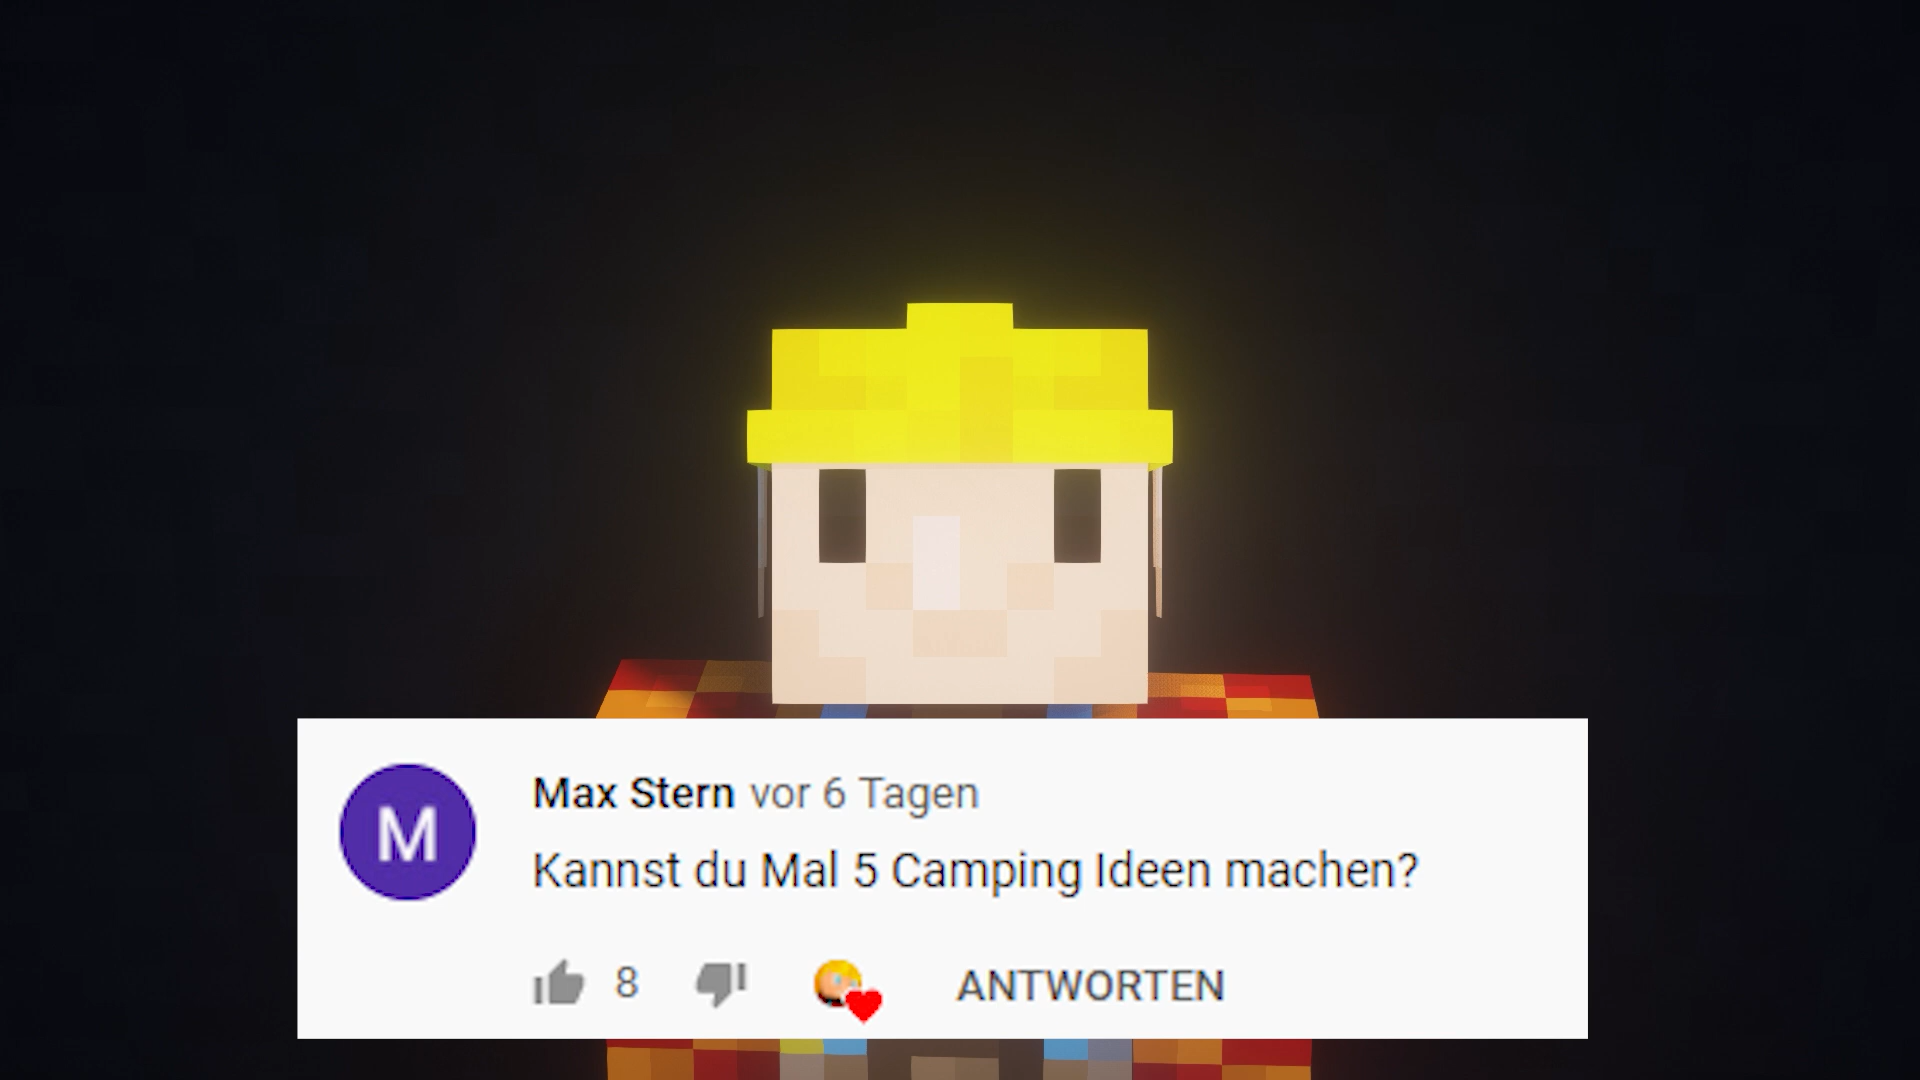 M
Max Stern vor 6 Tagen
Kannst du Mal 5 Camping Ideen machen?
8
ANTWORTEN